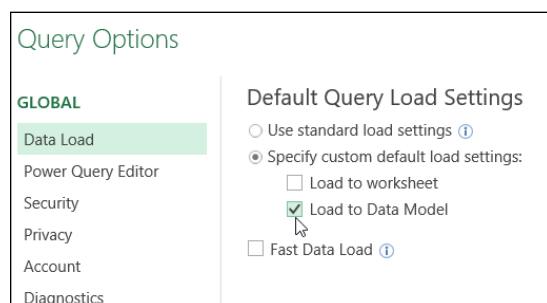 Query Options
GLOBAL
Data Load
Power Query Editor
Security
Privacy
Account
Diagnostics
Default Query Load Settings
Use standard load settings
Specify custom default load settings:
Load to worksheet
Load to Data Model
Fast Data Load